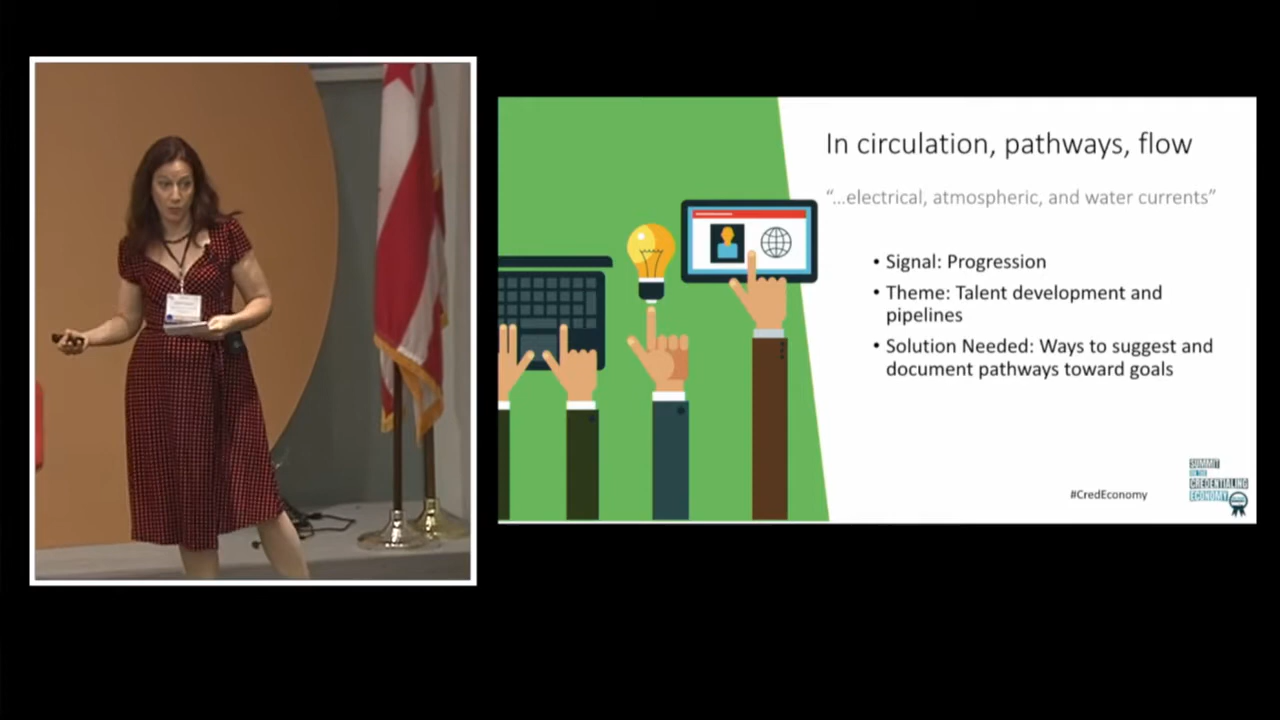 In circulation, pathways, flow
“...electrical, atmospheric, and water currents”
• Signal: Progression
• Theme: Talent development and
pipelines
• Solution Needed: Ways to suggest and
document pathways toward goals
#CredEconomy
SUMMIT
ON THE
CREDENTIALING
ECONOMY